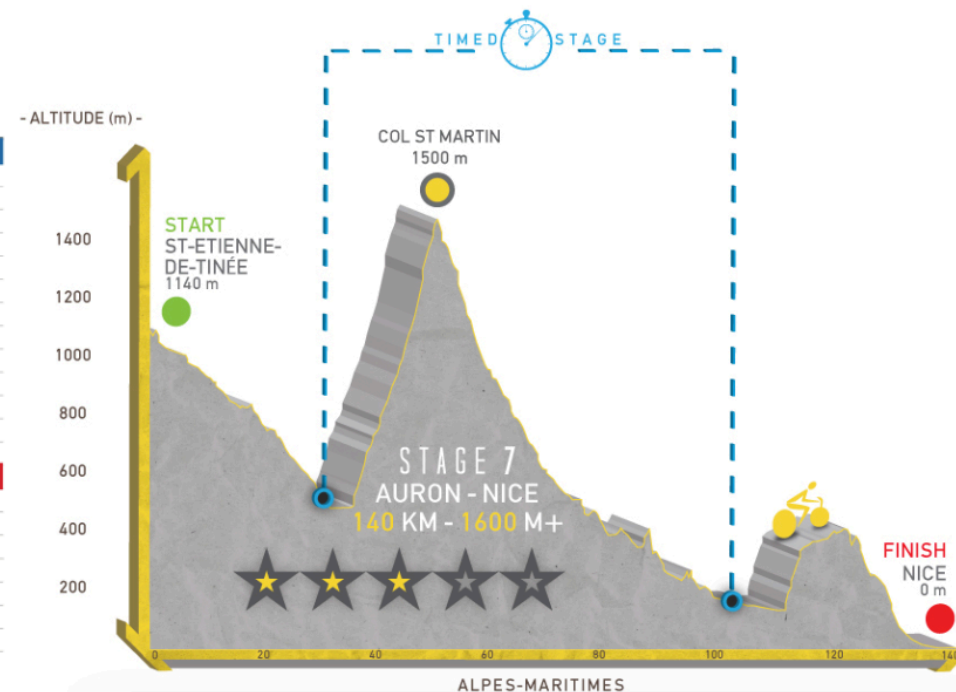 TIMED STAGE
- ALTITUDE (m) -
COL ST MARTIN
1500 m
START
ST-ETIENNE-
DE-TINÉE
1140 m
1400
1200
1000
800
600
400
200
STAGE 7
AURON - NICE
140 KM - 1600 M+
FINISH
NICE
0 m
0 20 40 60 80 100 120 140
ALPES-MARITIMES